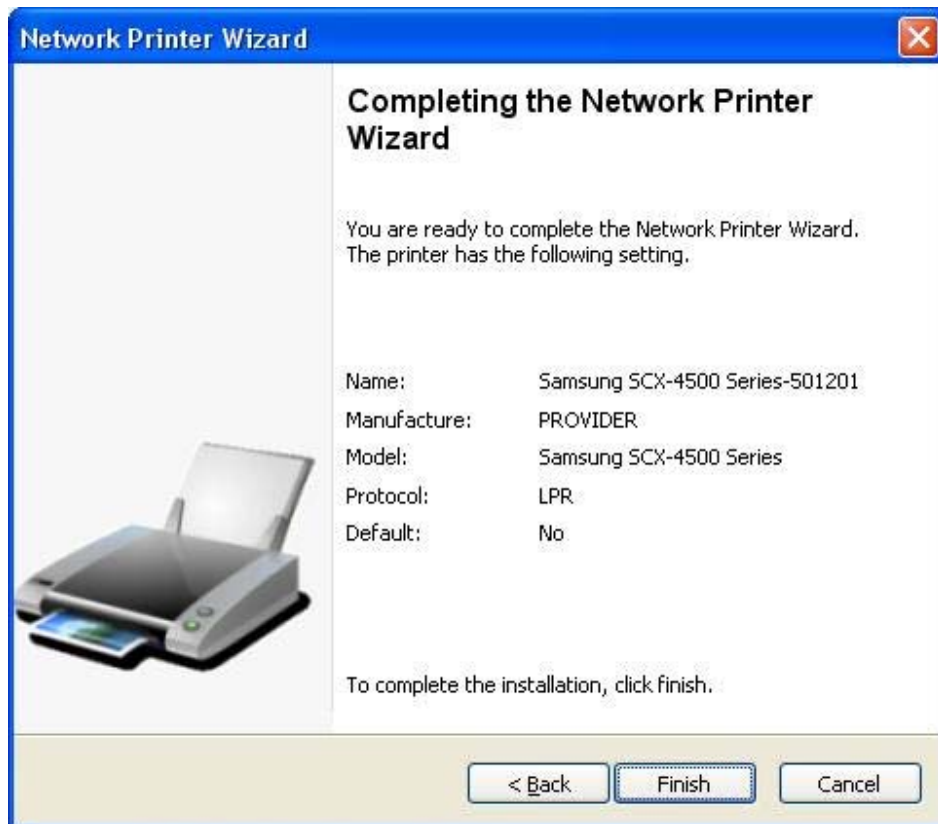 Network Printer Wizard
Completing the Network Printer
Wizard
You are ready to complete the Network Printer Wizard.
The printer has the following setting.
Name: Samsung SCX-4500 Series-501201
Manufacture: PROVIDER
Model: Samsung SCX-4500 Series
Protocol: LPR
Default: No
To complete the installation, click finish.
< Back Finish Cancel